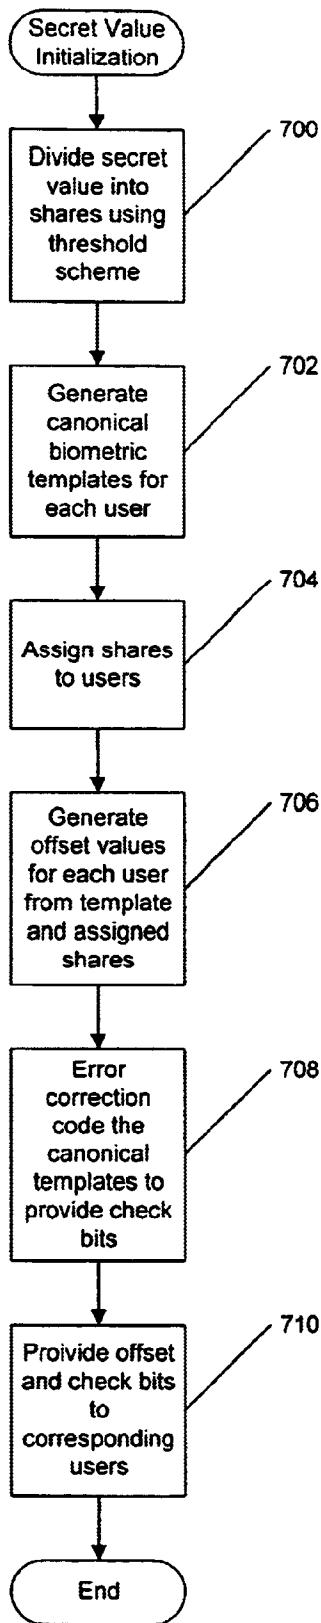 Secret Value
Initialization
700
Divide secret
value into
shares using
threshold
scheme
702
Generate
canonical
biometric
templates for
each user
704
Assign shares
to users
706
Generate
offset values
for each user
from template
and assigned
shares
708
Error
correction
code the
canonical
templates to
provide check
bits
710
Proivide offset
and check bits
to
corresponding
users
End